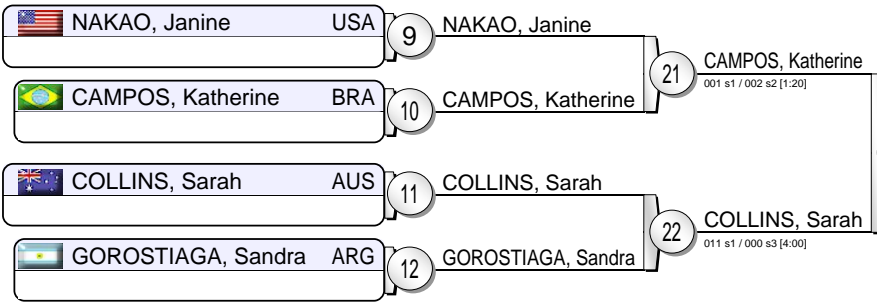 NAKAO, Janine USA 9 NAKAO, Janine
CAMPOS, Katherine BRA 10 CAMPOS, Katherine
21 CAMPOS, Katherine
001 s1 / 002 s2 [1:20]
COLLINS, Sarah AUS 11 COLLINS, Sarah
GOROSTIAGA, Sandra ARG 12 GOROSTIAGA, Sandra
22 COLLINS, Sarah
011 s1 / 000 s3 [4:00]